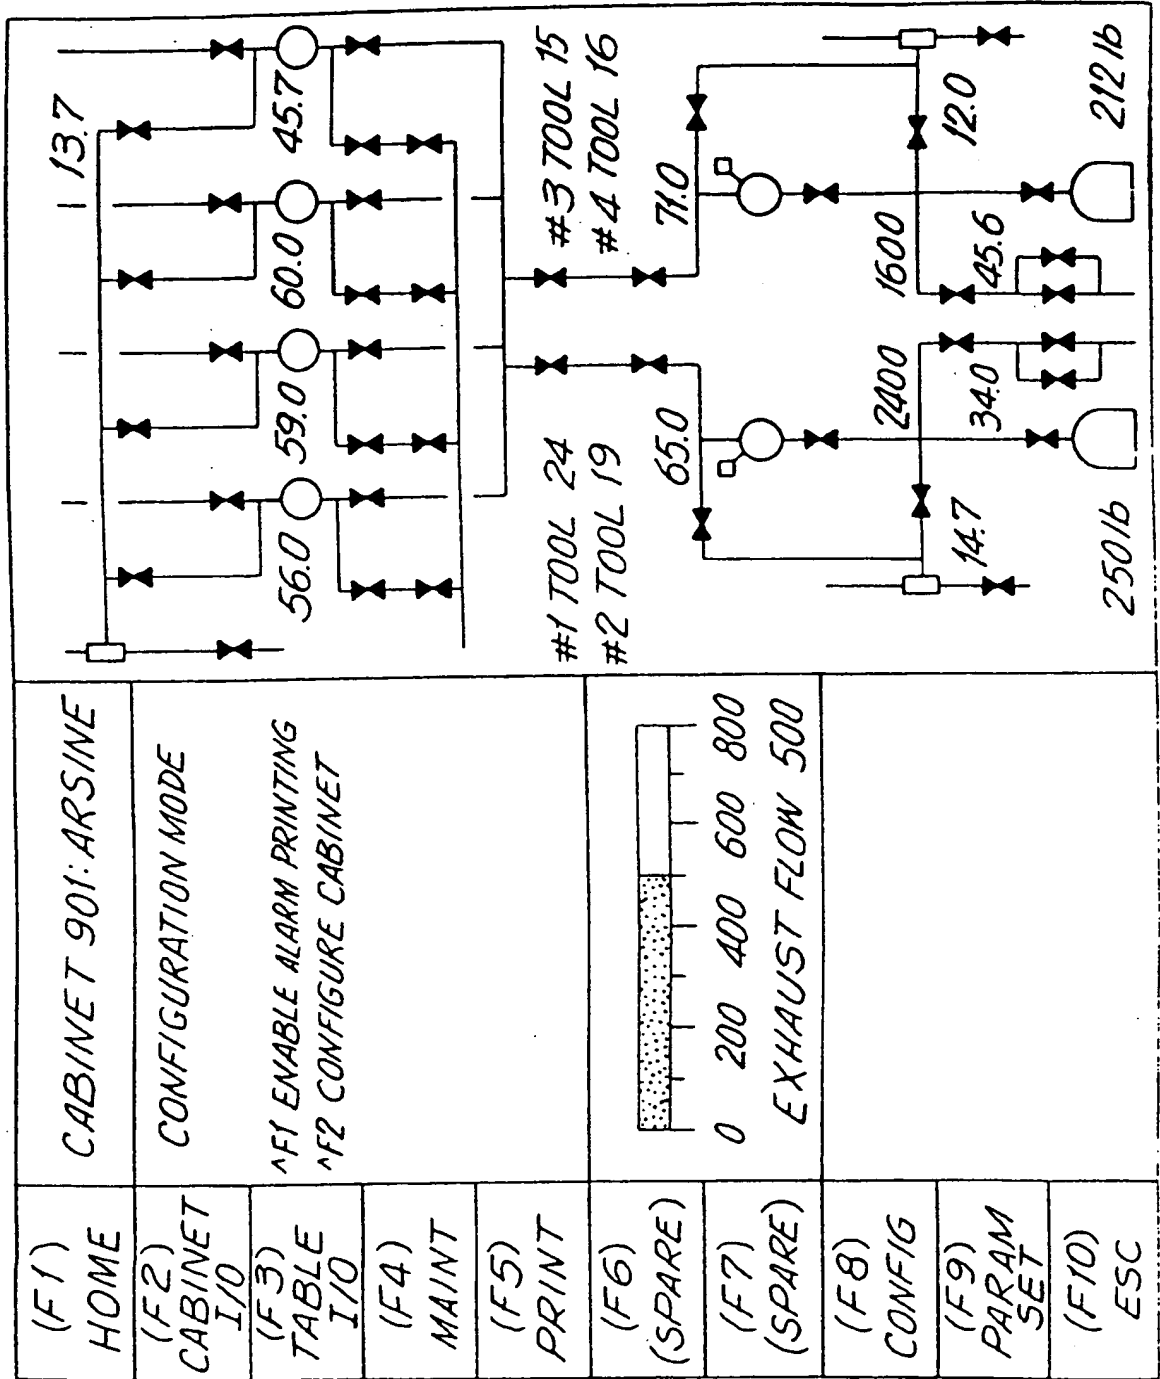 (F1)
HOME
(F2)
CABINET
I/O
(F3)
TABLE
I/O
(F4)
MAINT
(F5)
PRINT
(F6)
(SPARE)
(F7)
(SPARE)
(F8)
CONFIG
(F9)
PARAM
SET
(F10)
ESC
CABINET 901: ARSINE
CONFIGURATION MODE
^F1 ENABLE ALARM PRINTING
^F2 CONFIGURE CABINET
0 200 400 600 800
EXHAUST FLOW 500
13.7
56.0 59.0 60.0 45.7
#1 TOOL 24
#2 TOOL 19
#3 TOOL 15
#4 TOOL 16
65.0 71.0
2400 1600
14.7 34.0 45.6 12.0
250 lb 212 lb